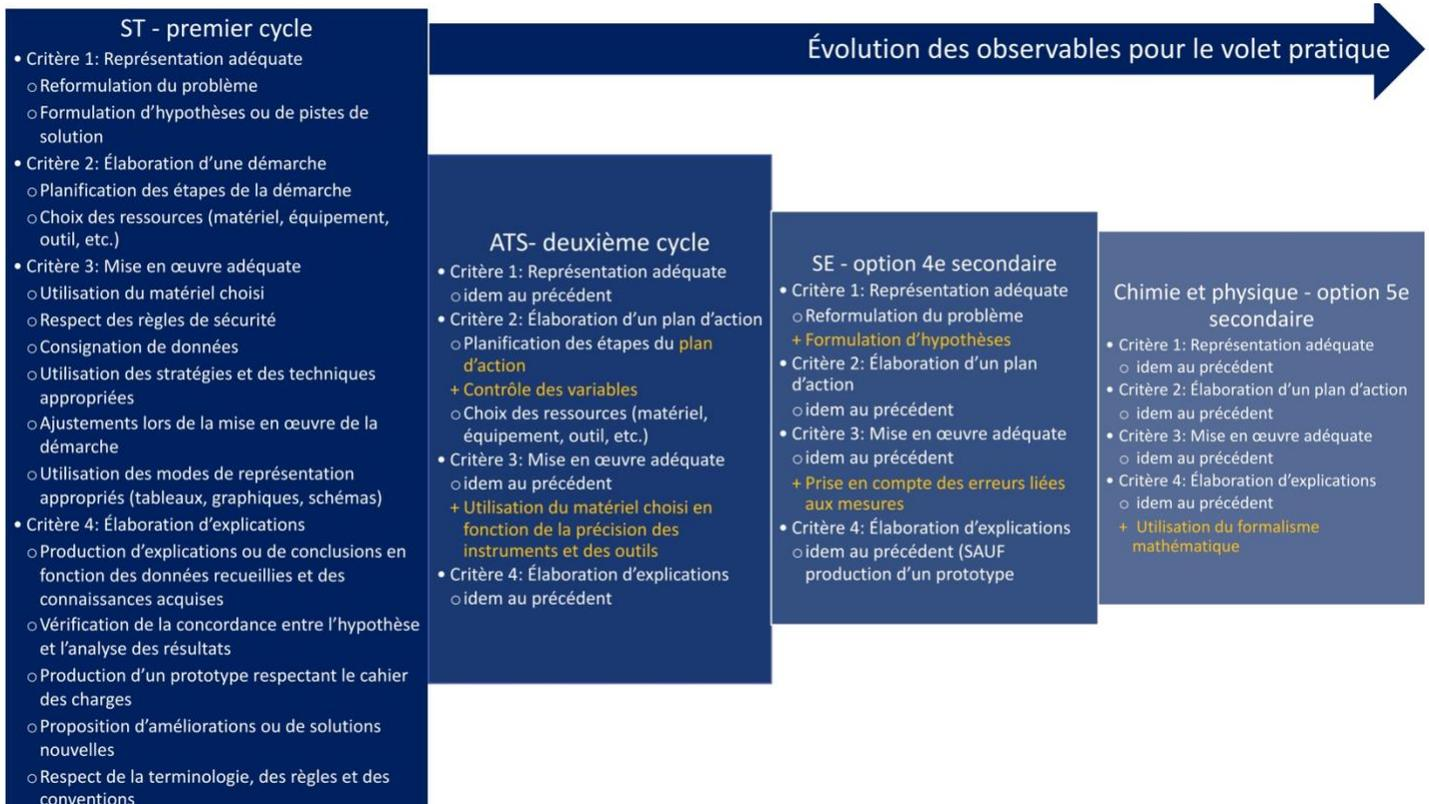 ST - premier cycle
• Critère 1: Représentation adéquate
○ Reformulation du problème
○ Formulation d'hypothèses ou de pistes de
solution
• Critère 2: Élaboration d'une démarche
○ Planification des étapes de la démarche
○ Choix des ressources (matériel, équipement,
outil, etc.)
• Critère 3: Mise en œuvre adéquate
○ Utilisation du matériel choisi
○ Respect des règles de sécurité
○ Consignation de données
○ Utilisation des stratégies et des techniques
appropriées
○ Ajustements lors de la mise en œuvre de la
démarche
○ Utilisation des modes de représentation
appropriés (tableaux, graphiques, schémas)
• Critère 4: Élaboration d'explications
○ Production d'explications ou de conclusions en
fonction des données recueillies et des
connaissances acquises
○ Vérification de la concordance entre l'hypothèse
et l'analyse des résultats
○ Production d'un prototype respectant le cahier
des charges
○ Proposition d'améliorations ou de solutions
nouvelles
○ Respect de la terminologie, des règles et des
conventions
Évolution des observables pour le volet pratique
ATS- deuxième cycle
• Critère 1: Représentation adéquate
○ idem au précédent
• Critère 2: Élaboration d'un plan d'action
○ Planification des étapes du plan
d'action
+ Contrôle des variables
○ Choix des ressources (matériel,
équipement, outil, etc.)
• Critère 3: Mise en œuvre adéquate
○ idem au précédent
+ Utilisation du matériel choisi en
fonction de la précision des
instruments et des outils
• Critère 4: Élaboration d'explications
○ idem au précédent
SE - option 4e secondaire
• Critère 1: Représentation adéquate
○ Reformulation du problème
+ Formulation d'hypothèses
• Critère 2: Élaboration d'un plan
d'action
○ idem au précédent
• Critère 3: Mise en œuvre adéquate
○ idem au précédent
+ Prise en compte des erreurs liées
aux mesures
• Critère 4: Élaboration d'explications
○ idem au précédent (SAUF
production d'un prototype
Chimie et physique - option 5e
secondaire
• Critère 1: Représentation adéquate
○ idem au précédent
• Critère 2: Élaboration d'un plan d'action
○ idem au précédent
• Critère 3: Mise en œuvre adéquate
○ idem au précédent
• Critère 4: Élaboration d'explications
○ idem au précédent
+ Utilisation du formalisme
mathématique